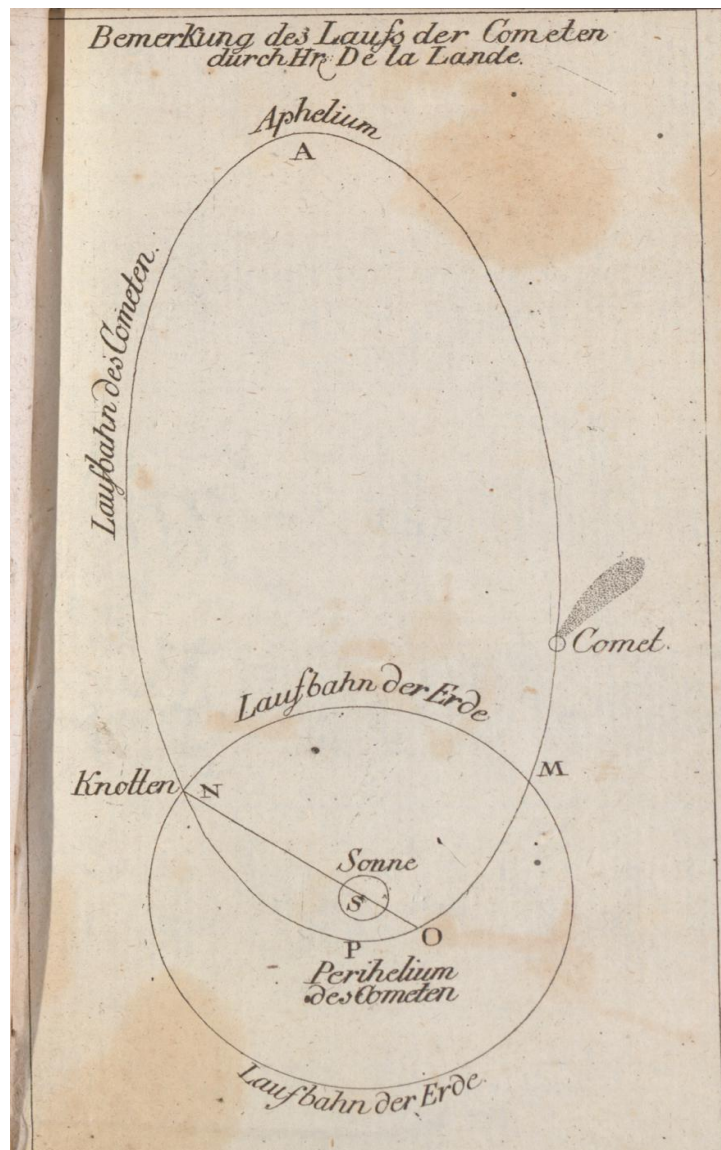 Bemerkung des Laufs der Cometen
durch Hr. De la Lande.
Aphelium
A
Laufbahn des Cometen.
Comet.
Laufbahn der Erde
Knotten N
M
Sonne
S
P
O
Perihelium
des Cometen
Laufbahn der Erde